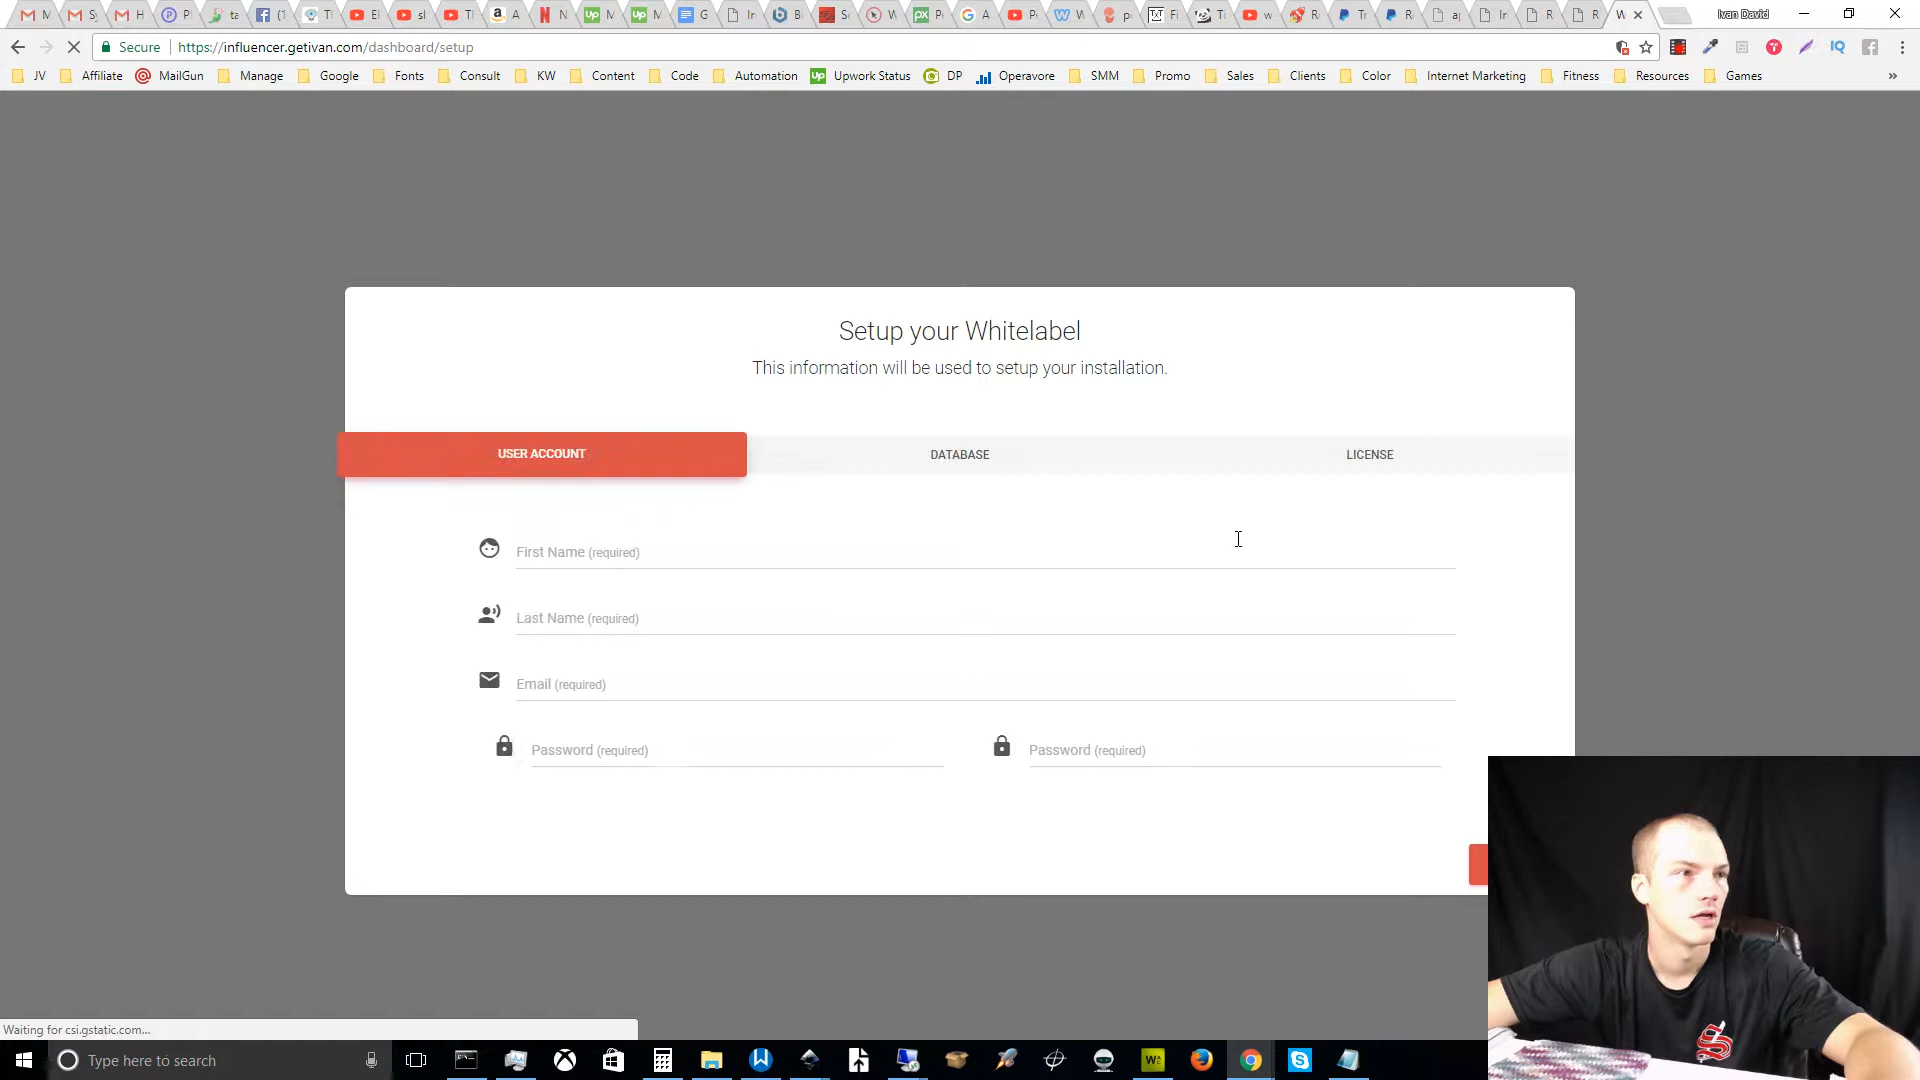 Ivan David
Secure https://influencer.getivan.com/dashboard/setup
JV Affiliate MailGun Manage Google Fonts Consult KW Content Code Automation Upwork Status DP Operavore SMM Promo Sales Clients Color Internet Marketing Fitness Resources Games »
Setup your Whitelabel
This information will be used to setup your installation.
USER ACCOUNT DATABASE LICENSE
First Name (required)
Last Name (required)
Email (required)
Password (required) Password (required)
Waiting for csi.gstatic.com...
Type here to search